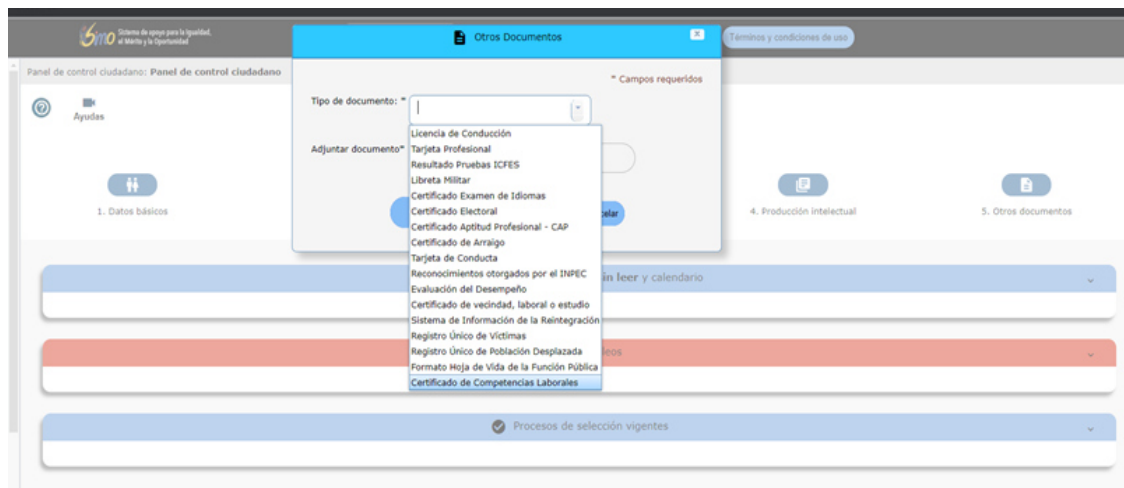 Simo Sistema de apoyo para la Igualdad,
el Mérito y la Oportunidad
Otros Documentos
x
Términos y condiciones de uso
Panel de control ciudadano: Panel de control ciudadano
* Campos requeridos
Ayudas
Tipo de documento: *
Adjuntar documento*
Licencia de Conducción
Tarjeta Profesional
Resultado Pruebas ICFES
Libreta Militar
Certificado Examen de Idiomas
Certificado Electoral
Certificado Aptitud Profesional - CAP
Certificado de Arraigo
Tarjeta de Conducta
Reconocimientos otorgados por el INPEC
Evaluación del Desempeño
Certificado de vecindad, laboral o estudio
Sistema de Información de la Reintegración
Registro Único de Víctimas
Registro Único de Población Desplazada
Formato Hoja de Vida de la Función Pública
Certificado de Competencias Laborales
elar
1. Datos básicos
4. Producción intelectual
5. Otros documentos
in leer y calendario
leos
Procesos de selección vigentes